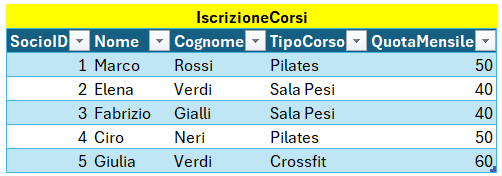 IscrizioneCorsi
SocioID Nome Cognome TipoCorso QuotaMensile
1 Marco Rossi Pilates 50
2 Elena Verdi Sala Pesi 40
3 Fabrizio Gialli Sala Pesi 40
4 Ciro Neri Pilates 50
5 Giulia Verdi Crossfit 60